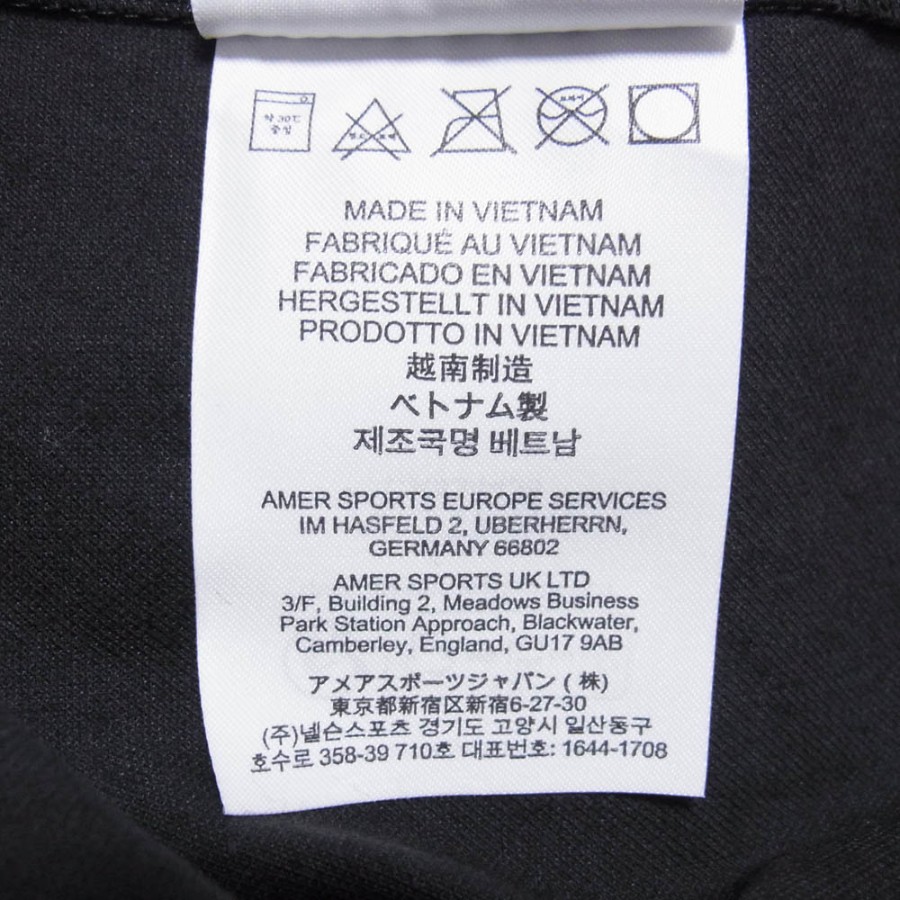 약 30℃
중성
MADE IN VIETNAM
FABRIQUÉ AU VIETNAM
FABRICADO EN VIETNAM
HERGESTELLT IN VIETNAM
PRODOTTO IN VIETNAM
越南制造
ベトナム製
제조국명 베트남
AMER SPORTS EUROPE SERVICES
IM HASFELD 2, UBERHERRN,
GERMANY 66802
AMER SPORTS UK LTD
3/F, Building 2, Meadows Business
Park Station Approach, Blackwater,
Camberley, England, GU17 9AB
アメアスポーツジャパン ( 株)
東京都新宿区新宿6-27-30
(주)넬슨스포츠 경기도 고양시 일산동구
호수로 358-39 710호 대표번호: 1644-1708